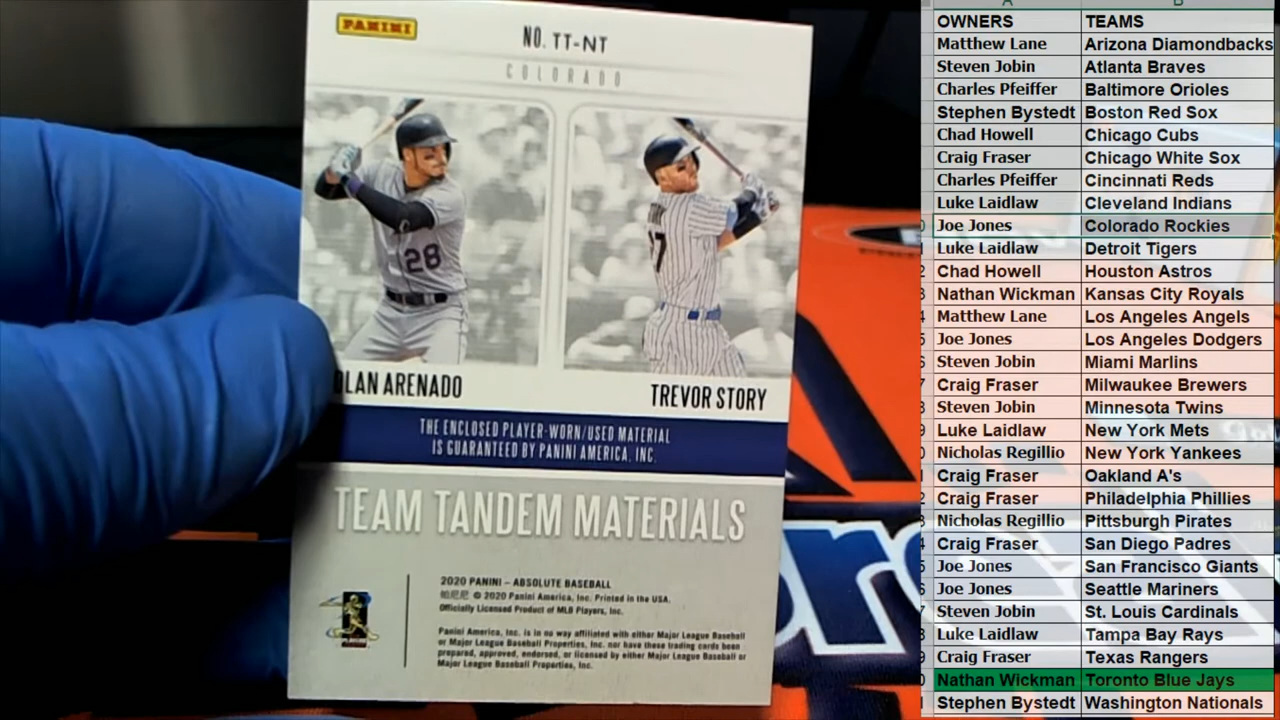 PANINI
NO. TT-NT
COLORADO
28
17
OLAN ARENADO
TREVOR STORY
THE ENCLOSED PLAYER-WORN/USED MATERIAL
IS GUARANTEED BY PANINI AMERICA, INC.
TEAM TANDEM MATERIALS
2020 PANINI – ABSOLUTE BASEBALL
帕尼尼 © 2020 Panini America, Inc. Printed in the USA.
Officially Licensed Product of MLB Players, Inc.
Panini America, Inc. is in no way affiliated with either Major League Baseball
or Major League Baseball Properties, Inc. nor have these trading cards been
prepared, approved, endorsed, or licensed by either Major League Baseball or
Major League Baseball Properties, Inc.
A B
OWNERS TEAMS
Matthew Lane Arizona Diamondbacks
Steven Jobin Atlanta Braves
Charles Pfeiffer Baltimore Orioles
Stephen Bystedt Boston Red Sox
Chad Howell Chicago Cubs
Craig Fraser Chicago White Sox
Charles Pfeiffer Cincinnati Reds
Luke Laidlaw Cleveland Indians
Joe Jones Colorado Rockies
Luke Laidlaw Detroit Tigers
Chad Howell Houston Astros
Nathan Wickman Kansas City Royals
Matthew Lane Los Angeles Angels
Joe Jones Los Angeles Dodgers
Steven Jobin Miami Marlins
Craig Fraser Milwaukee Brewers
Steven Jobin Minnesota Twins
Luke Laidlaw New York Mets
Nicholas Regillio New York Yankees
Craig Fraser Oakland A's
Craig Fraser Philadelphia Phillies
Nicholas Regillio Pittsburgh Pirates
Craig Fraser San Diego Padres
Joe Jones San Francisco Giants
Joe Jones Seattle Mariners
Steven Jobin St. Louis Cardinals
Luke Laidlaw Tampa Bay Rays
Craig Fraser Texas Rangers
Nathan Wickman Toronto Blue Jays
Stephen Bystedt Washington Nationals